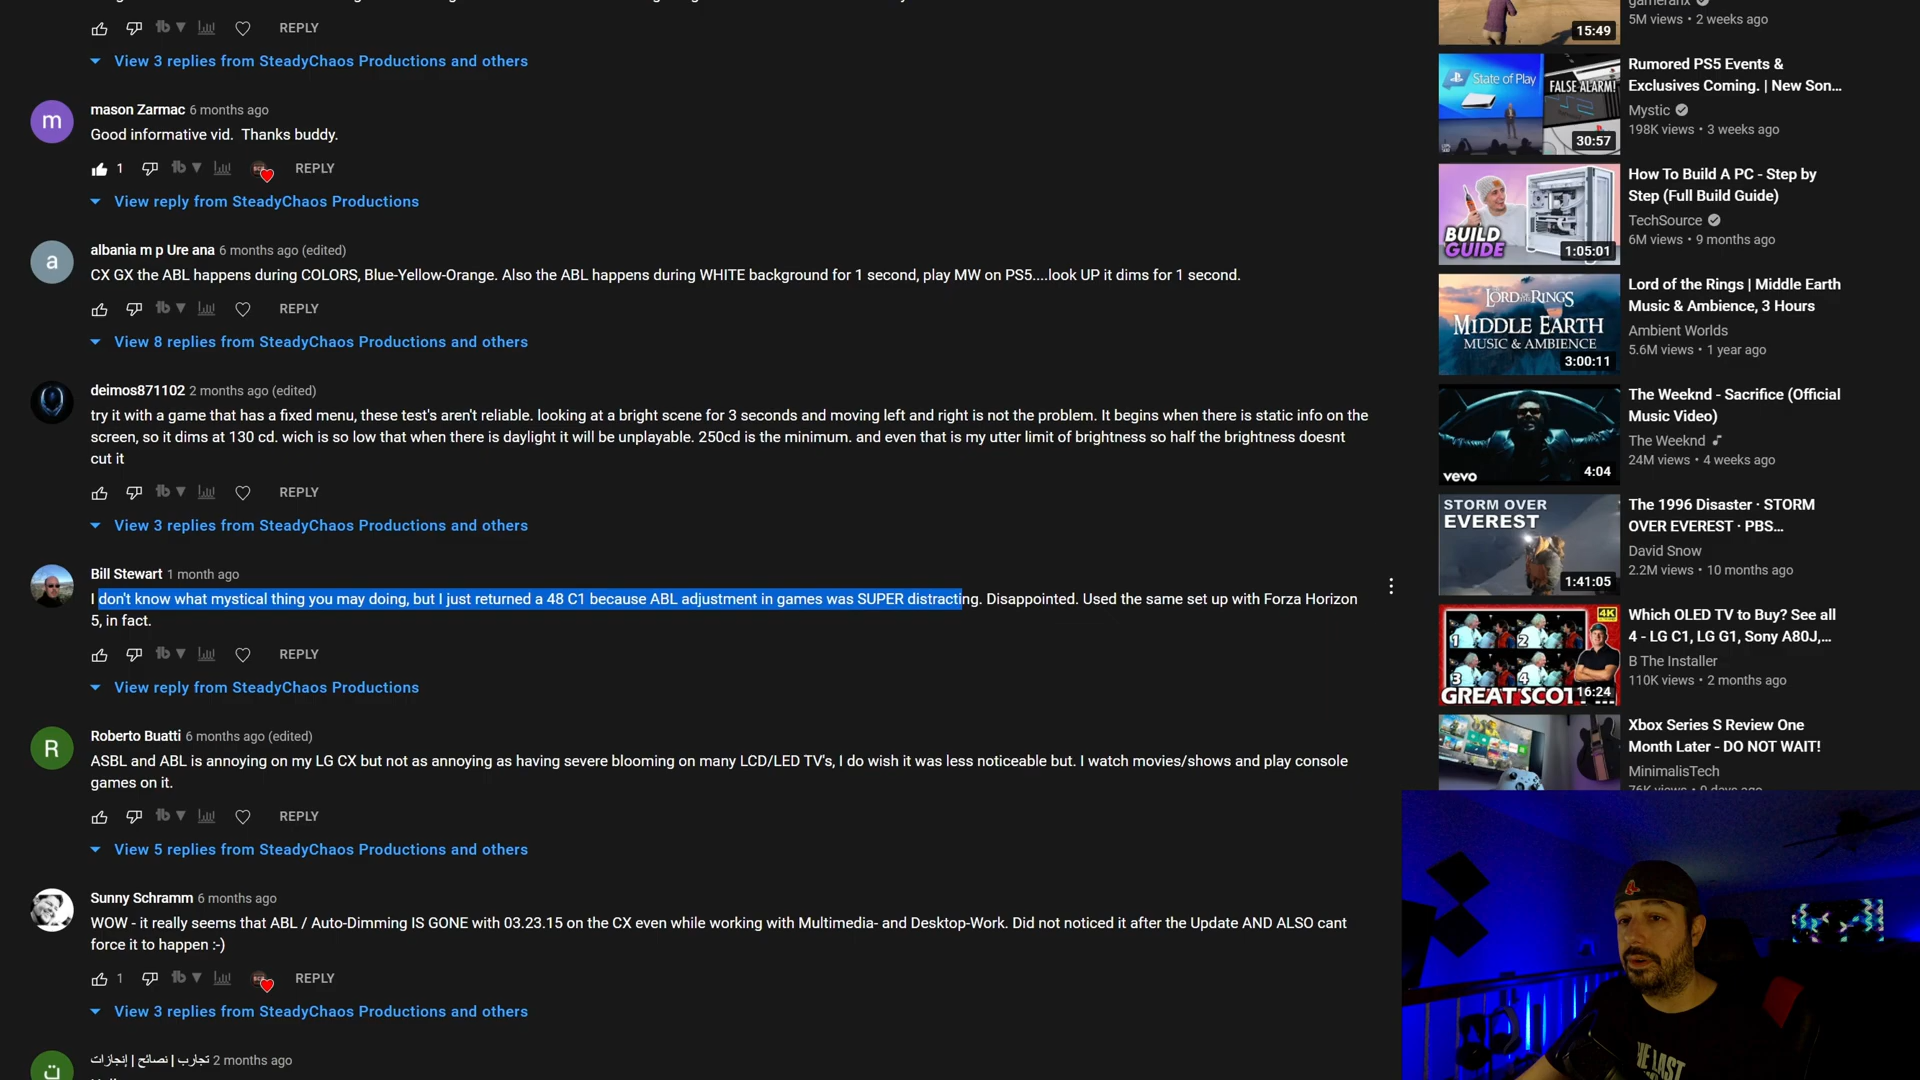 REPLY
View 3 replies from SteadyChaos Productions and others
mason Zarmac 6 months ago
Good informative vid. Thanks buddy.
1 REPLY
View reply from SteadyChaos Productions
albania m p Ure ana 6 months ago (edited)
CX GX the ABL happens during COLORS, Blue-Yellow-Orange. Also the ABL happens during WHITE background for 1 second, play MW on PS5....look UP it dims for 1 second.
REPLY
View 8 replies from SteadyChaos Productions and others
deimos871102 2 months ago (edited)
try it with a game that has a fixed menu, these test's aren't reliable. looking at a bright scene for 3 seconds and moving left and right is not the problem. It begins when there is static info on the
screen, so it dims at 130 cd. wich is so low that when there is daylight it will be unplayable. 250cd is the minimum. and even that is my utter limit of brightness so half the brightness doesnt
cut it
REPLY
View 3 replies from SteadyChaos Productions and others
Bill Stewart 1 month ago
I don't know what mystical thing you may doing, but I just returned a 48 C1 because ABL adjustment in games was SUPER distracting. Disappointed. Used the same set up with Forza Horizon
5, in fact.
REPLY
View reply from SteadyChaos Productions
R
Roberto Buatti 6 months ago (edited)
ASBL and ABL is annoying on my LG CX but not as annoying as having severe blooming on many LCD/LED TV's, I do wish it was less noticeable but. I watch movies/shows and play console
games on it.
REPLY
View 5 replies from SteadyChaos Productions and others
Sunny Schramm 6 months ago
WOW - it really seems that ABL / Auto-Dimming IS GONE with 03.23.15 on the CX even while working with Multimedia- and Desktop-Work. Did not noticed it after the Update AND ALSO cant
force it to happen :-)
1 REPLY
View 3 replies from SteadyChaos Productions and others
تجارب | نصائح | إنجازات 2 months ago
gameranx
5M views • 2 weeks ago
15:49
State of Play
FALSE ALARM!
30:57
Rumored PS5 Events &
Exclusives Coming. | New Son...
Mystic
198K views • 3 weeks ago
BUILD
GUIDE
1:05:01
How To Build A PC - Step by
Step (Full Build Guide)
TechSource
6M views • 9 months ago
LORD OF THE RINGS
MIDDLE EARTH
MUSIC & AMBIENCE
3:00:11
Lord of the Rings | Middle Earth
Music & Ambience, 3 Hours
Ambient Worlds
5.6M views • 1 year ago
vevo
4:04
The Weeknd - Sacrifice (Official
Music Video)
The Weeknd
24M views • 4 weeks ago
STORM OVER
EVEREST
1:41:05
The 1996 Disaster · STORM
OVER EVEREST · PBS...
David Snow
2.2M views • 10 months ago
4K
1 2
3 4
GREAT SCOT
16:24
Which OLED TV to Buy? See all
4 - LG C1, LG G1, Sony A80J,...
B The Installer
110K views • 2 months ago
Xbox Series S Review One
Month Later - DO NOT WAIT!
MinimalisTech
THE LAST